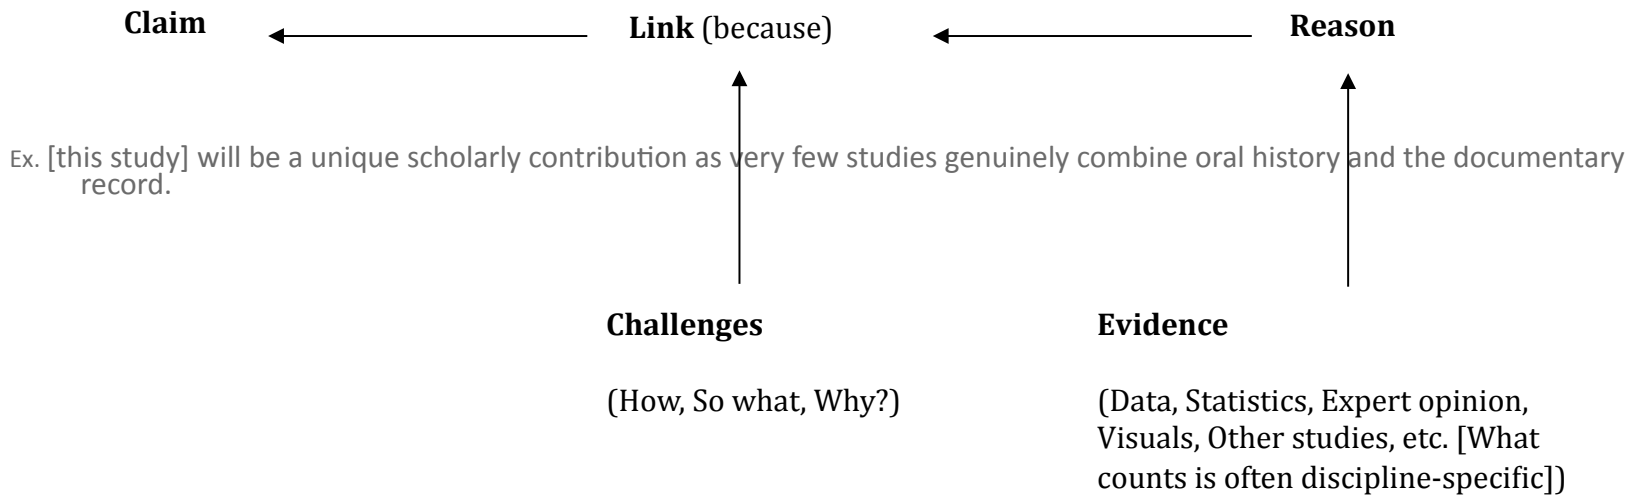 Claim
Link (because)
Reason
Ex. [this study] will be a unique scholarly contribution as very few studies genuinely combine oral history and the documentary
record.
Challenges
Evidence
(How, So what, Why?)
(Data, Statistics, Expert opinion,
Visuals, Other studies, etc. [What
counts is often discipline-specific])